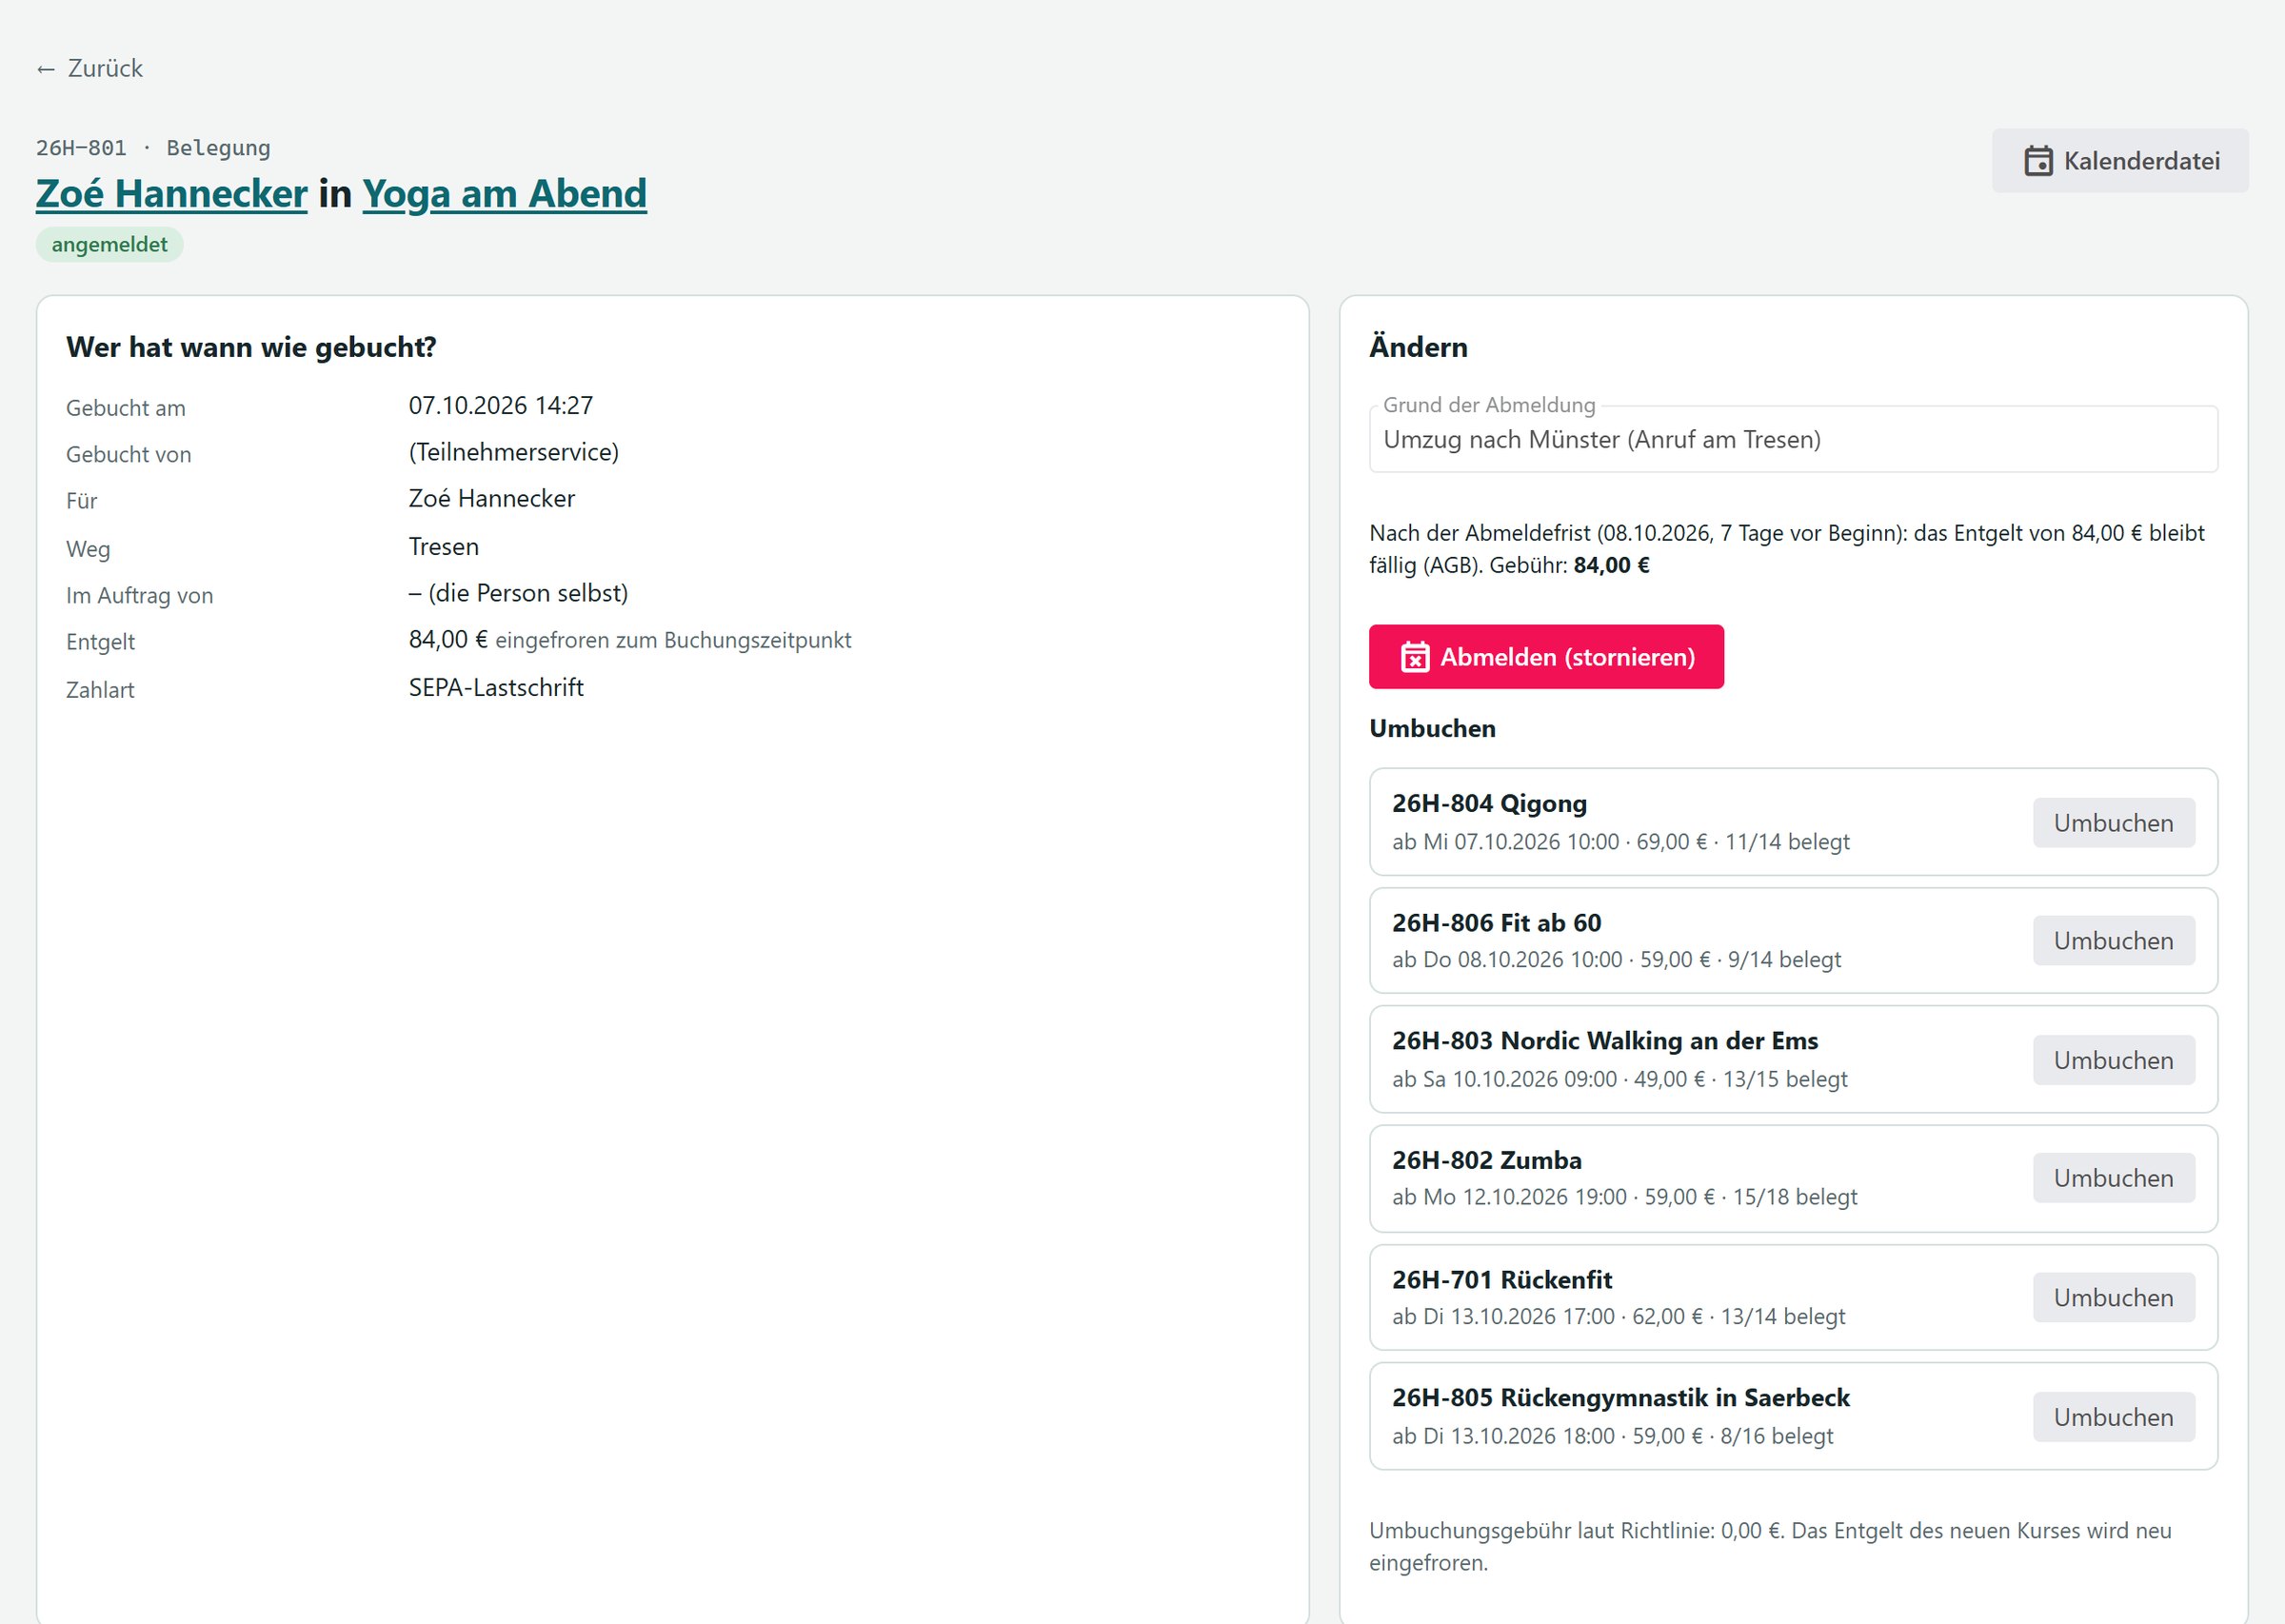 ← Zurück
26H-801 · Belegung
Zoé Hannecker in Yoga am Abend
angemeldet
Kalenderdatei
Wer hat wann wie gebucht?
Gebucht am 07.10.2026 14:27
Gebucht von (Teilnehmerservice)
Für Zoé Hannecker
Weg Tresen
Im Auftrag von – (die Person selbst)
Entgelt 84,00 € eingefroren zum Buchungszeitpunkt
Zahlart SEPA-Lastschrift
Ändern
Grund der Abmeldung
Umzug nach Münster (Anruf am Tresen)
Nach der Abmeldefrist (08.10.2026, 7 Tage vor Beginn): das Entgelt von 84,00 € bleibt
fällig (AGB). Gebühr: 84,00 €
Abmelden (stornieren)
Umbuchen
26H-804 Qigong
ab Mi 07.10.2026 10:00 · 69,00 € · 11/14 belegt
Umbuchen
26H-806 Fit ab 60
ab Do 08.10.2026 10:00 · 59,00 € · 9/14 belegt
Umbuchen
26H-803 Nordic Walking an der Ems
ab Sa 10.10.2026 09:00 · 49,00 € · 13/15 belegt
Umbuchen
26H-802 Zumba
ab Mo 12.10.2026 19:00 · 59,00 € · 15/18 belegt
Umbuchen
26H-701 Rückenfit
ab Di 13.10.2026 17:00 · 62,00 € · 13/14 belegt
Umbuchen
26H-805 Rückengymnastik in Saerbeck
ab Di 13.10.2026 18:00 · 59,00 € · 8/16 belegt
Umbuchen
Umbuchungsgebühr laut Richtlinie: 0,00 €. Das Entgelt des neuen Kurses wird neu
eingefroren.